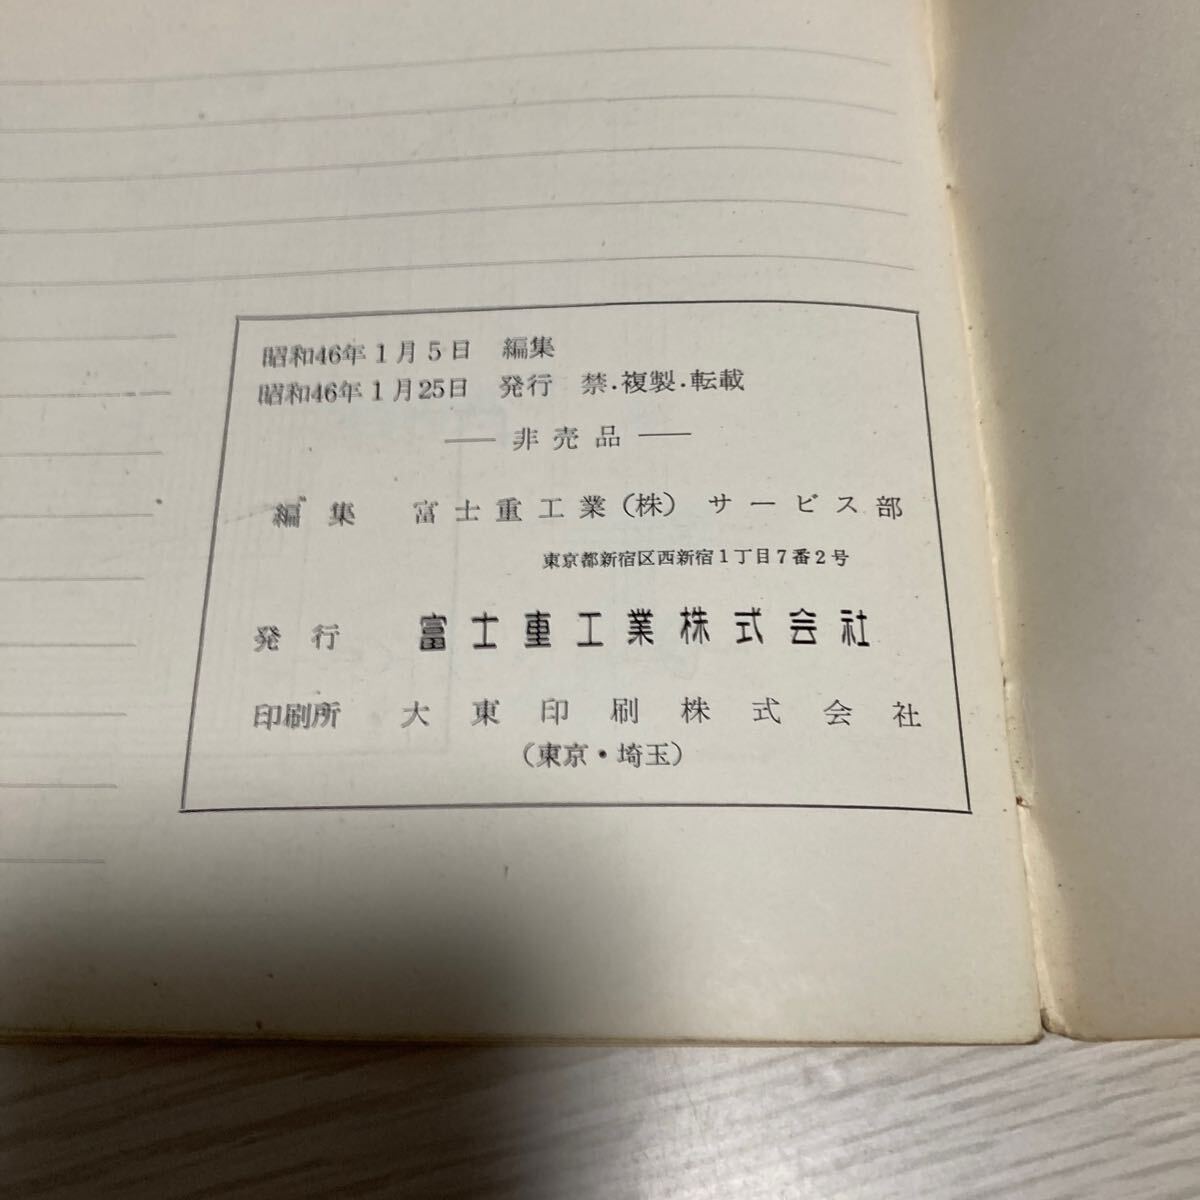 昭和46年1月5日 編集
昭和46年1月25日 発行 禁.複製.転載
― 非売品 ―
編集 富士重工業(株) サービス部
東京都新宿区西新宿1丁目7番2号
発行 富士重工業株式会社
印刷所 大東印刷株式会社
(東京・埼玉)